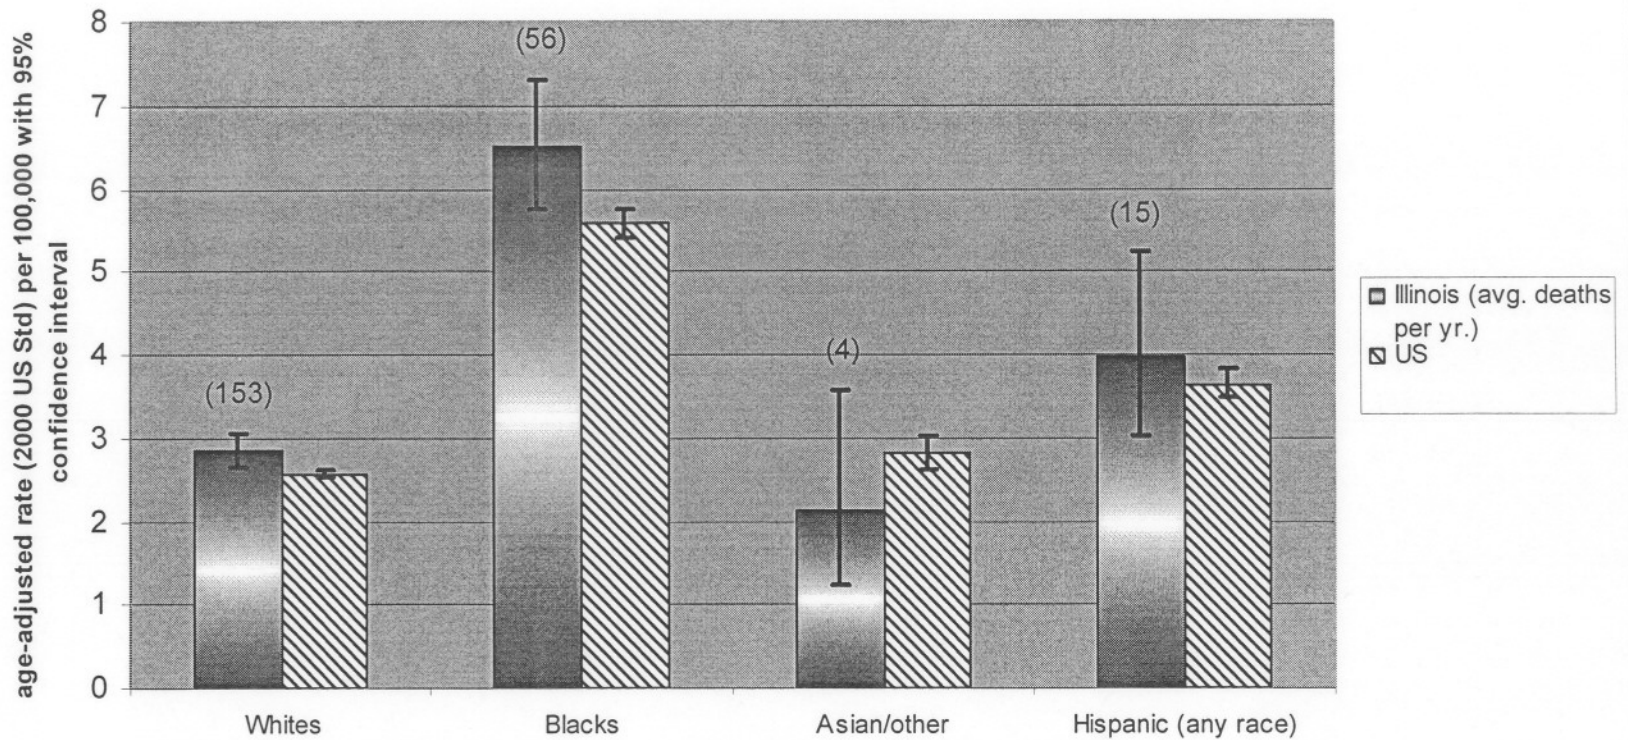 age-adjusted rate (2000 US Std) per 100,000 with 95%
confidence interval
8
7
6
5
4
3
2
1
0
(153)
(56)
(4)
(15)
Whites
Blacks
Asian/other
Hispanic (any race)
Illinois (avg. deaths
per yr.)
US